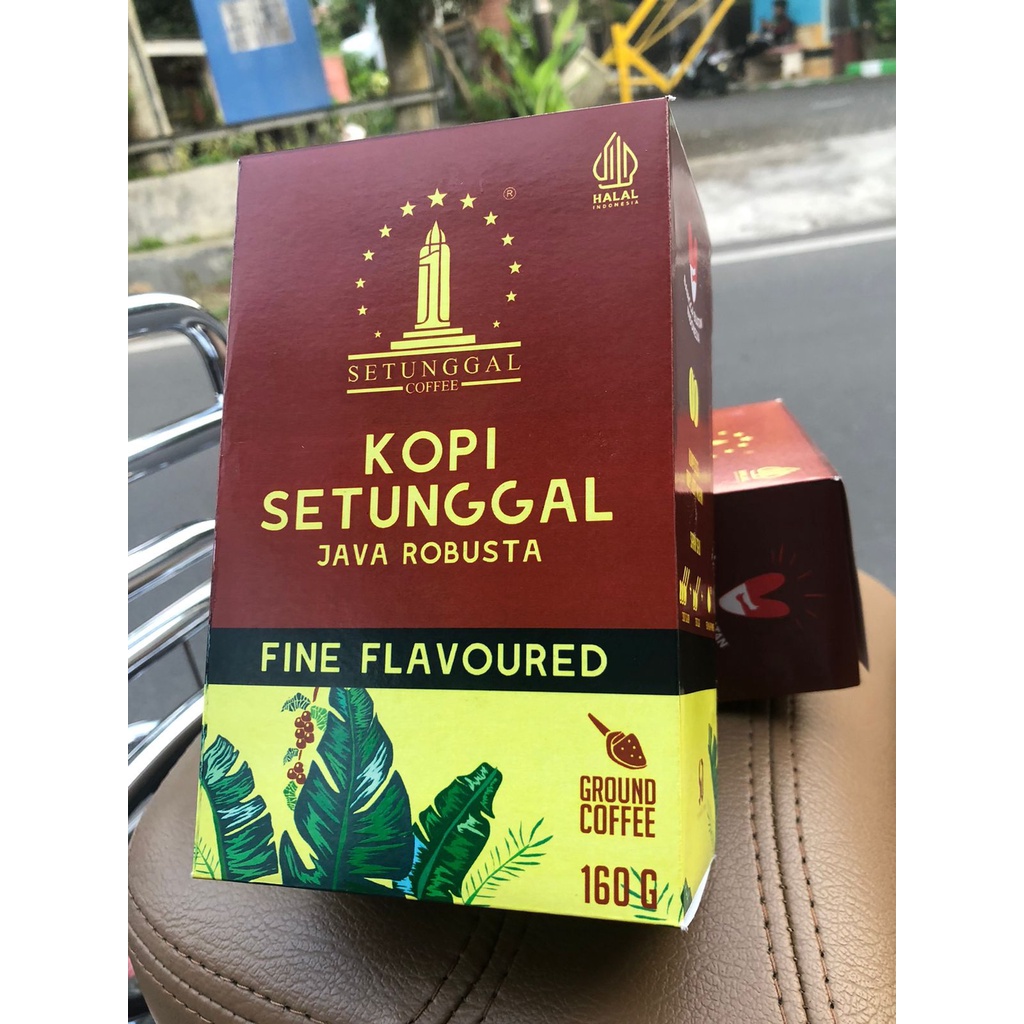 HALAL
INDONESIA
®
SETUNGGAL
COFFEE
KOPI
SETUNGGAL
JAVA ROBUSTA
FINE FLAVOURED
GROUND
COFFEE
160 G